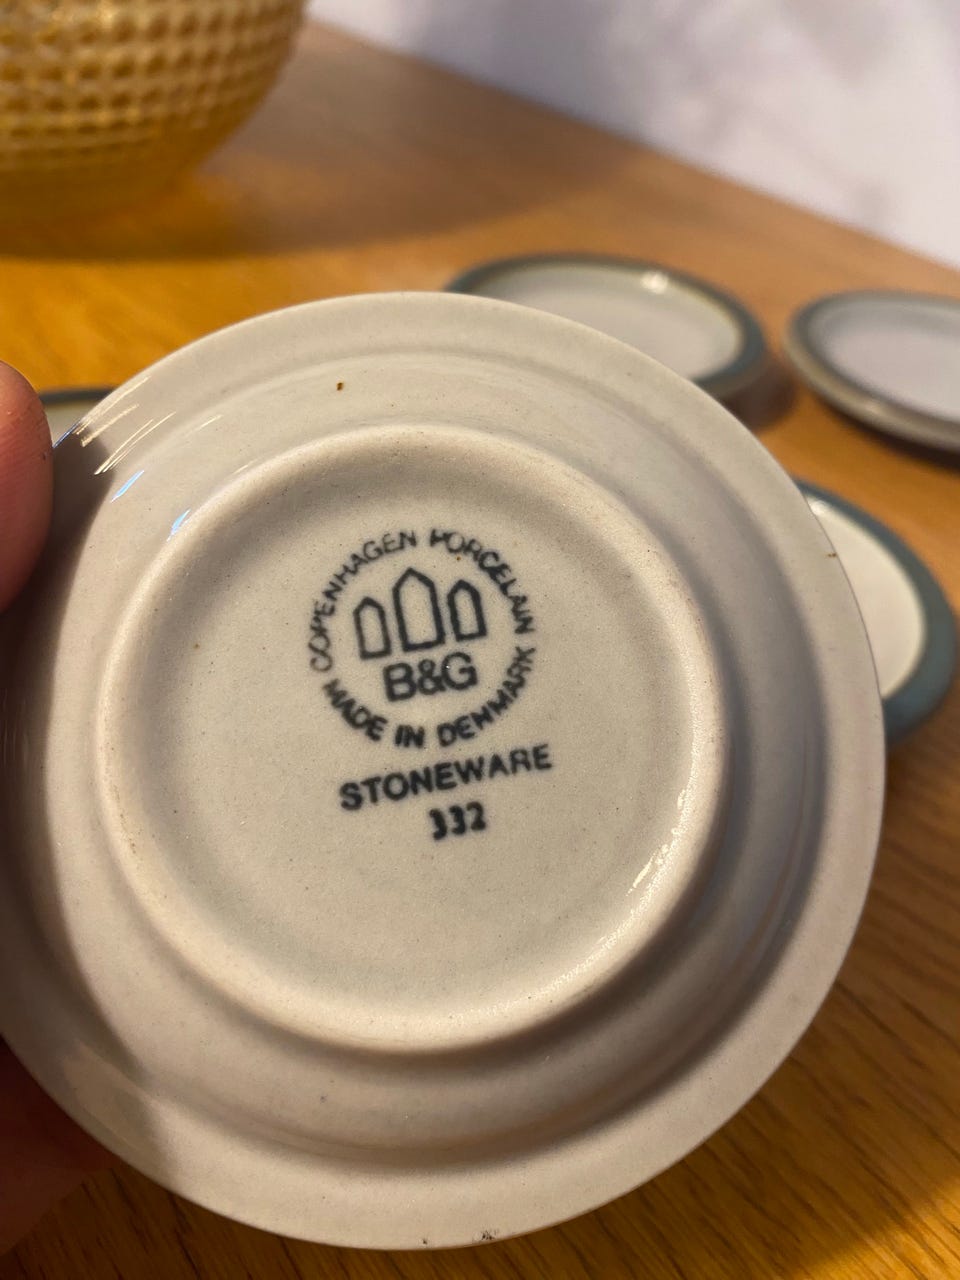 COPENHAGEN PORCELAIN
B&G
MADE IN DENMARK
STONEWARE
332